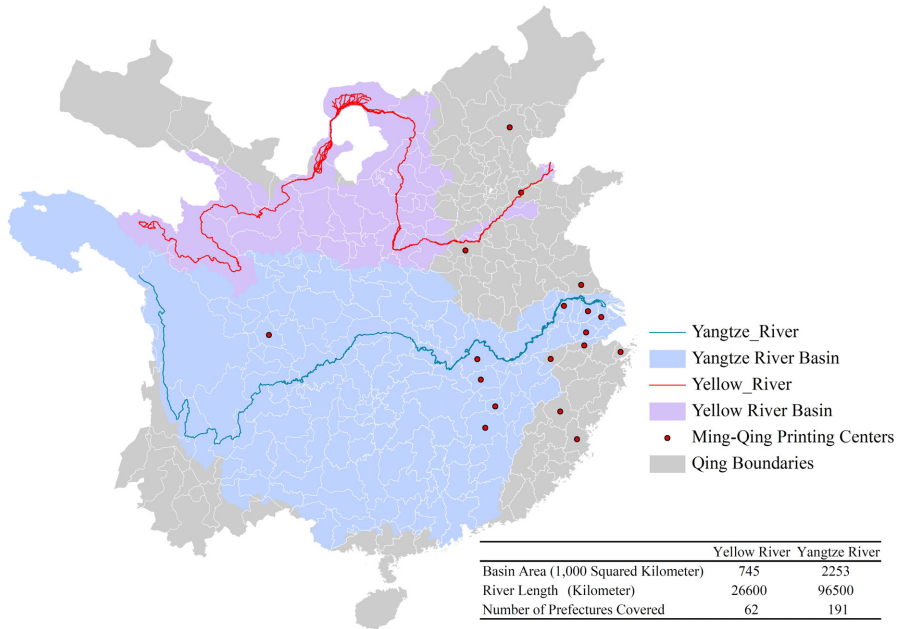 Yangtze_River
Yangtze River Basin
Yellow_River
Yellow River Basin
Ming-Qing Printing Centers
Qing Boundaries
Yellow River Yangtze River
Basin Area (1,000 Squared Kilometer) 745 2253
River Length (Kilometer) 26600 96500
Number of Prefectures Covered 62 191